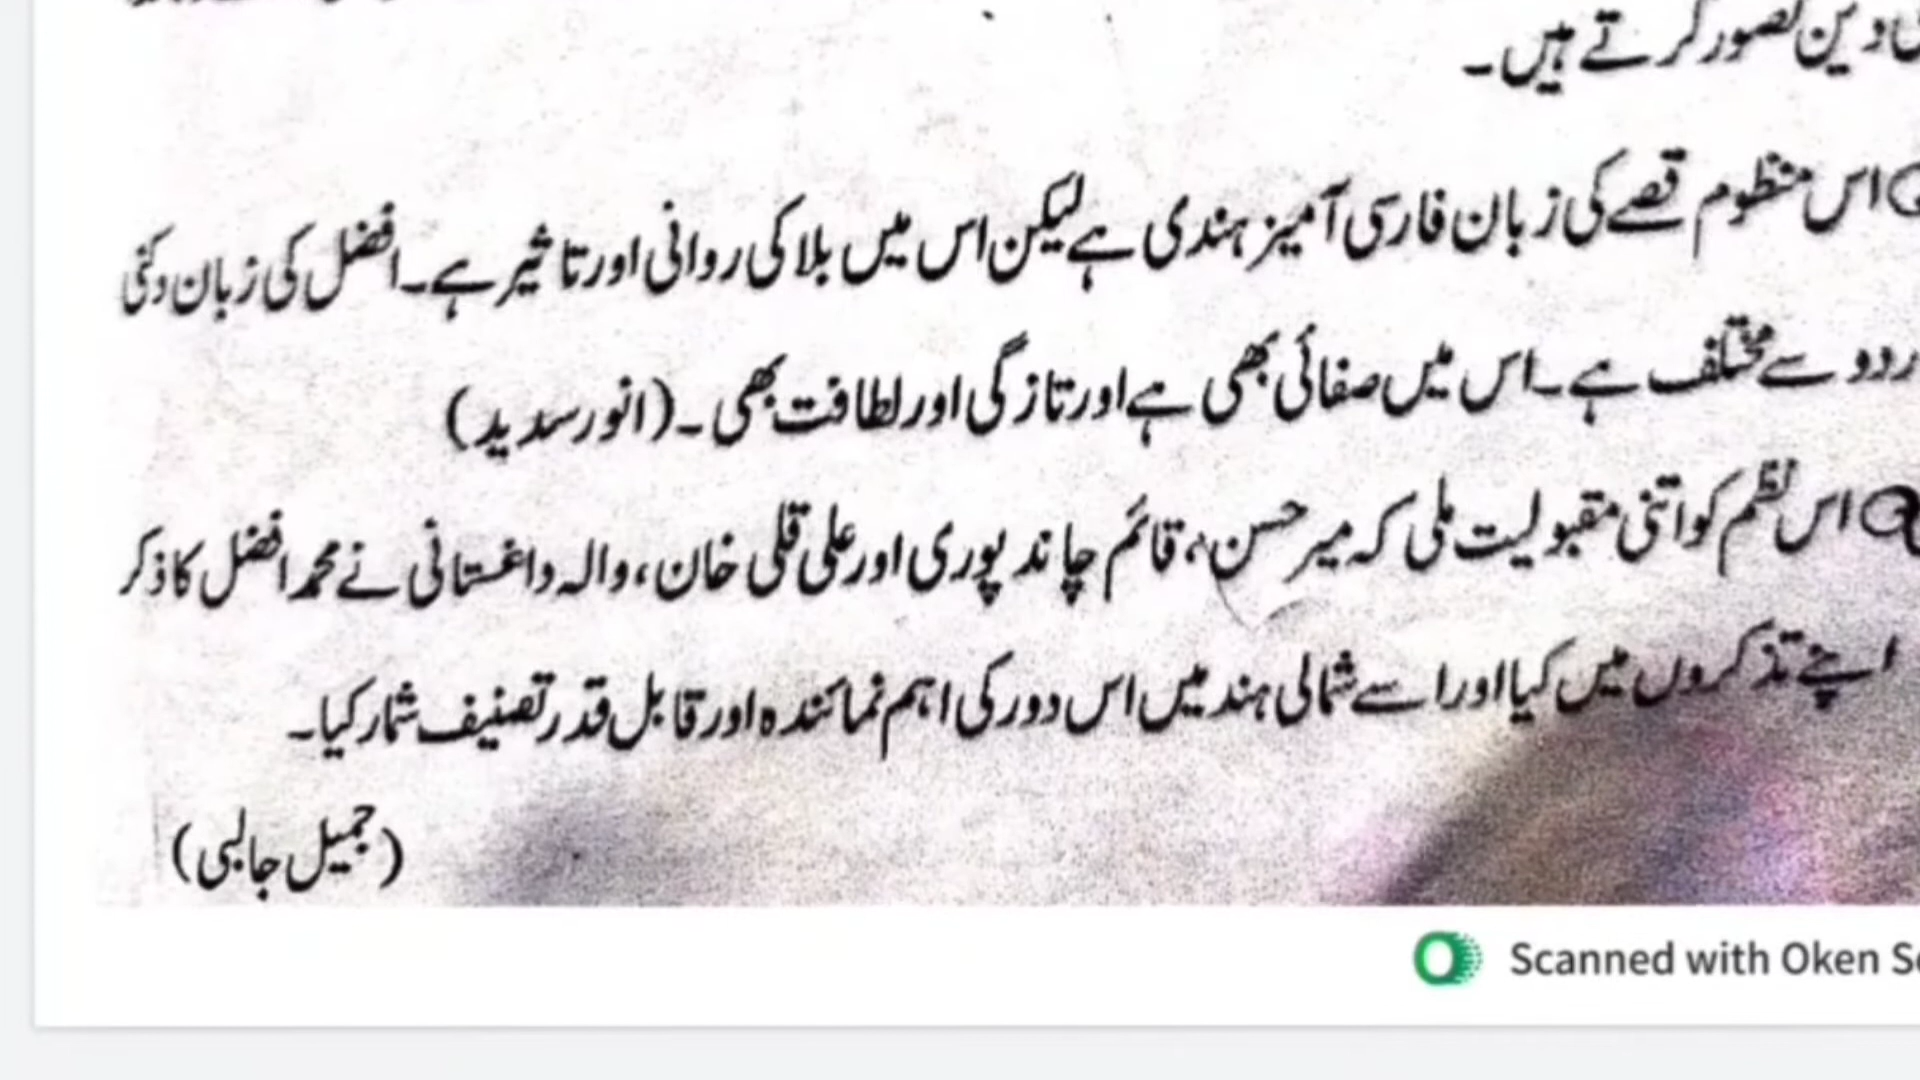 دین تصور کرتے ہیں۔
اس منظوم قصے کی زبان فارسی آمیز ہندی ہے لیکن اس میں بلا کی روانی اور تاثیر ہے۔ افضل کی زبان دکنی
ردو سے مختلف ہے۔ اس میں صفائی بھی ہے اور تازگی اور لطافت بھی۔ (انور سدید)
اس نظم کو اتنی مقبولیت ملی کہ میر حسن، قائم چاند پوری اور علی قلی خان، والہ داغستانی نے محمد افضل کا ذکر
اپنے تذکروں میں کیا اور اسے شمالی ہند میں اس دور کی اہم نمائندہ اور قابل قدر تصنیف شمار کیا۔
(جمیل جالبی)
Scanned with Oken